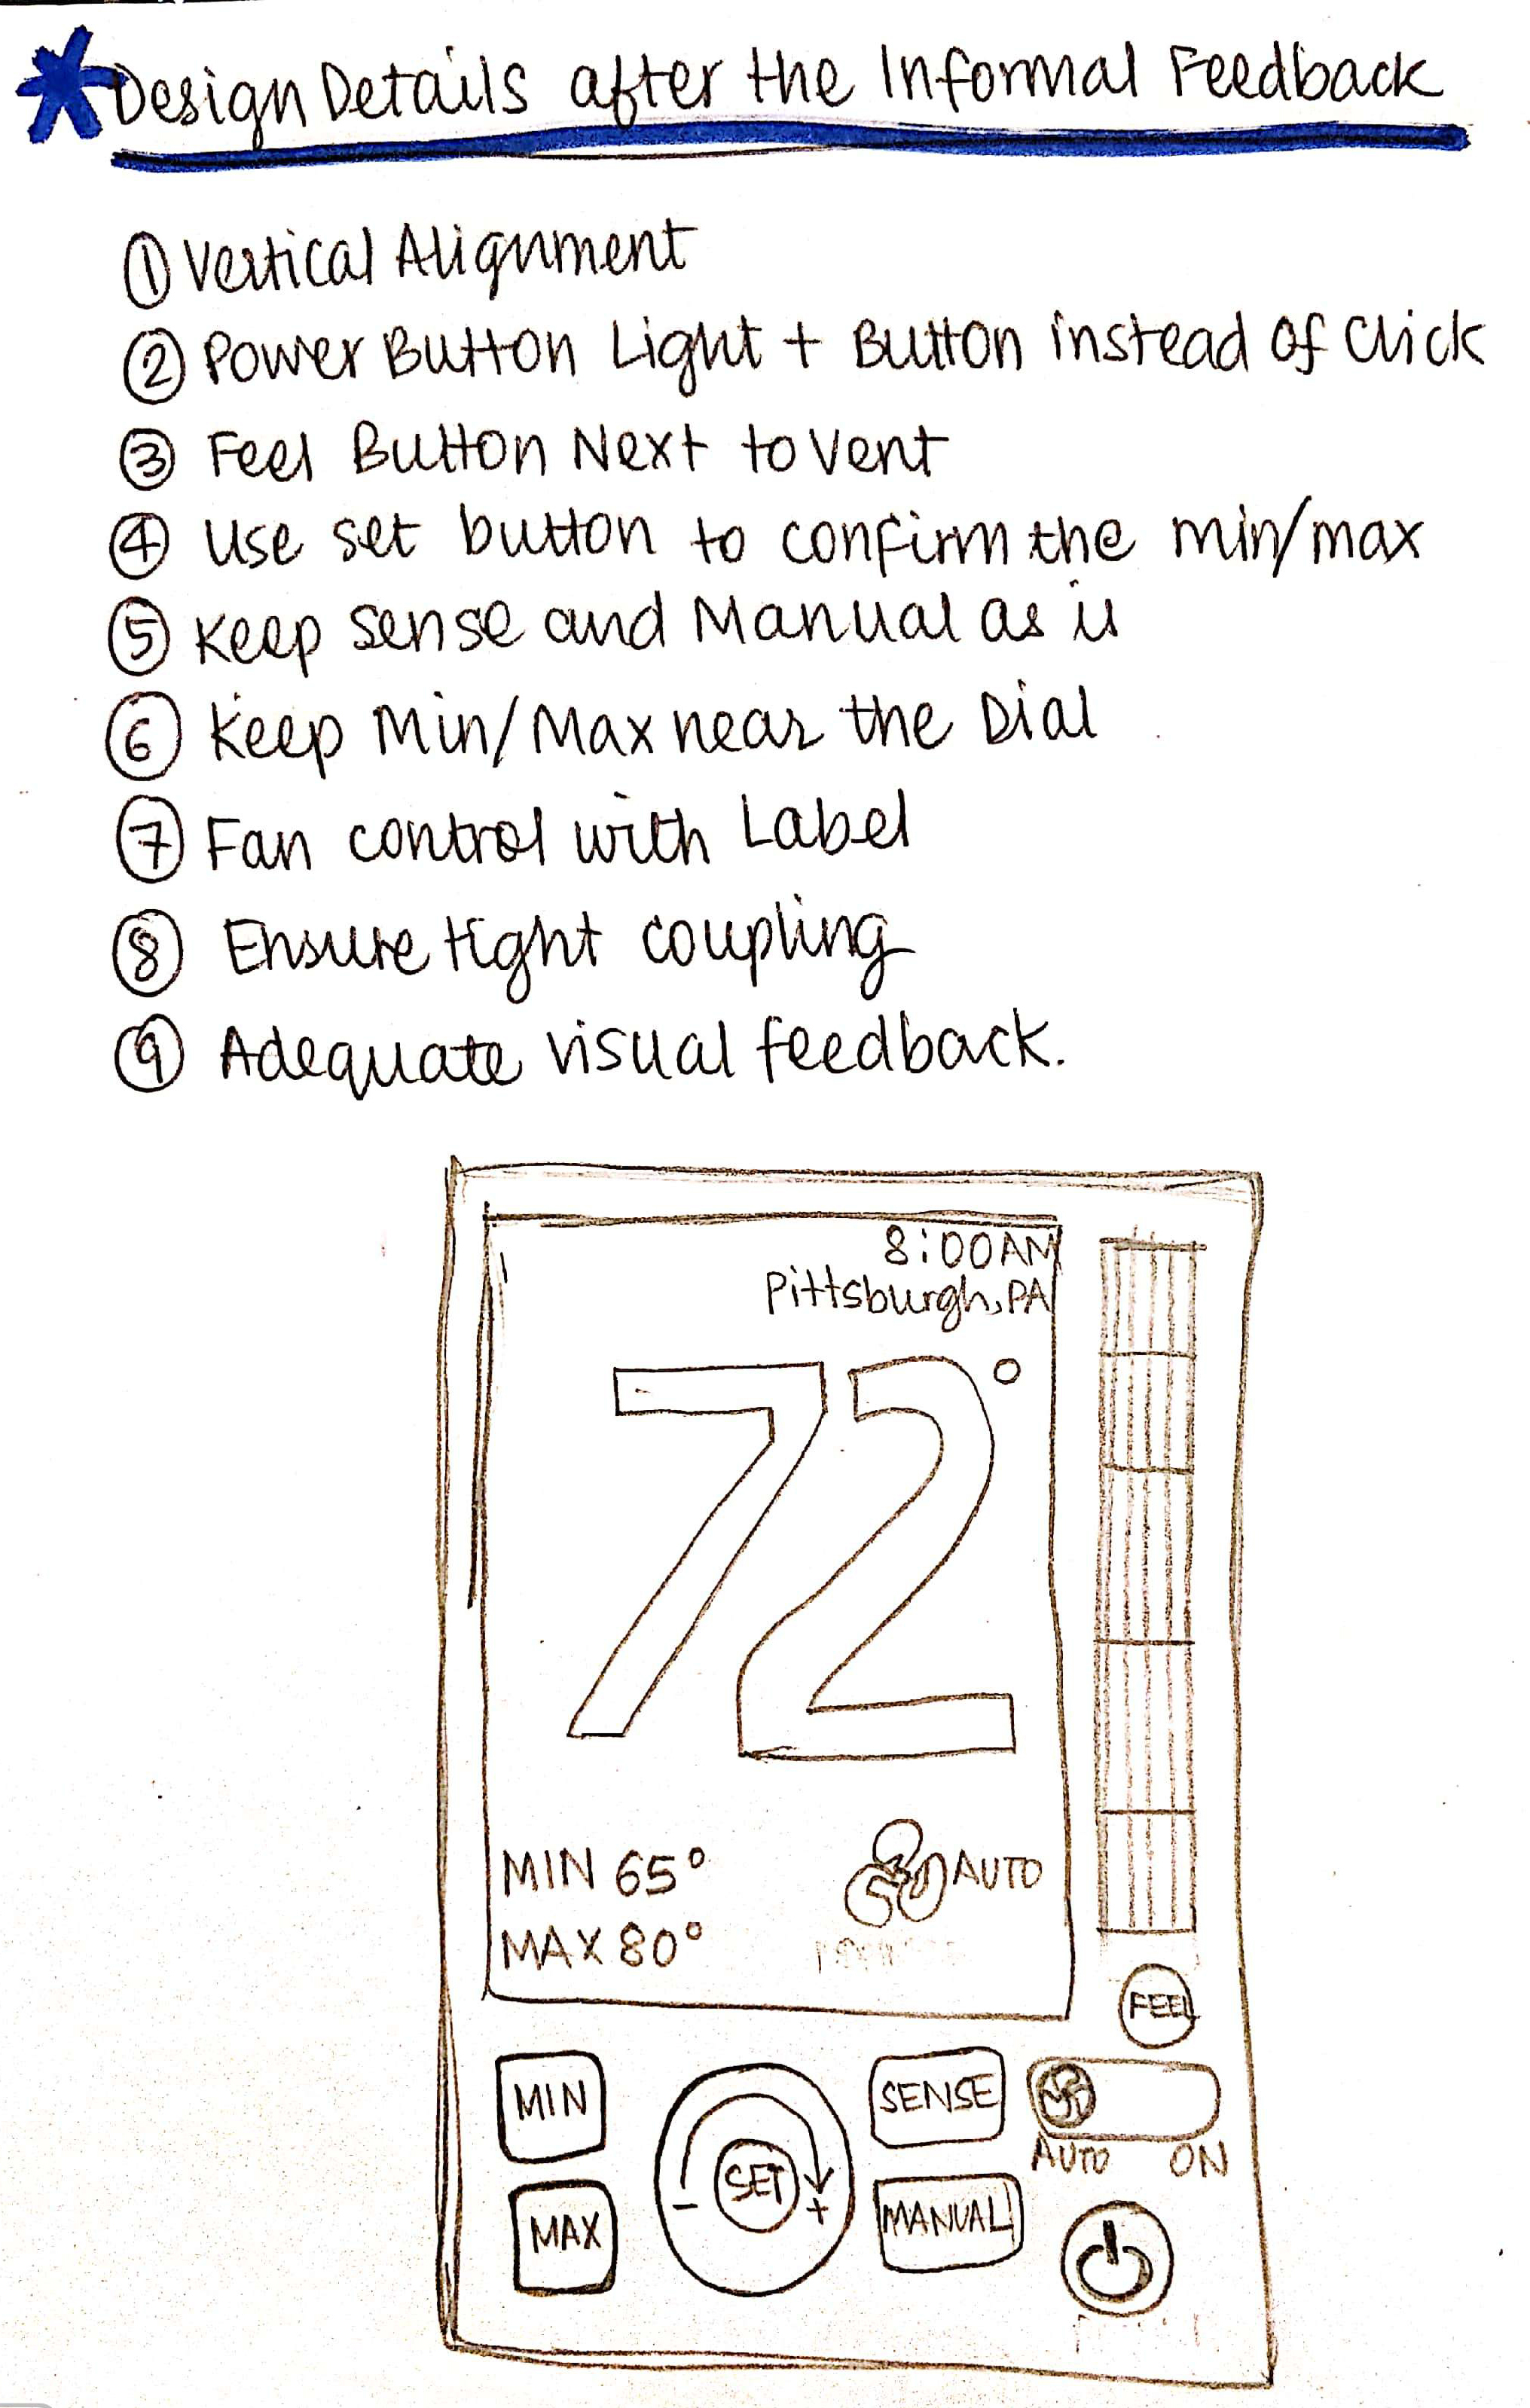 Design Details after the Informal Feedback
① Vertical Alignment
② Power Button Light + Button instead of Click
③ Feel Button Next to Vent
④ Use set button to confirm the min/max
⑤ Keep Sense and Manual as is
⑥ Keep Min/Max near the Dial
⑦ Fan control with Label
⑧ Ensure tight coupling
⑨ Adequate visual feedback.
8:00AM
Pittsburgh, PA
72°
MIN 65°
AUTO
MAX 80°
FEEL
MIN
SENSE
SET
- +
AUTO ON
MAX
MANUAL